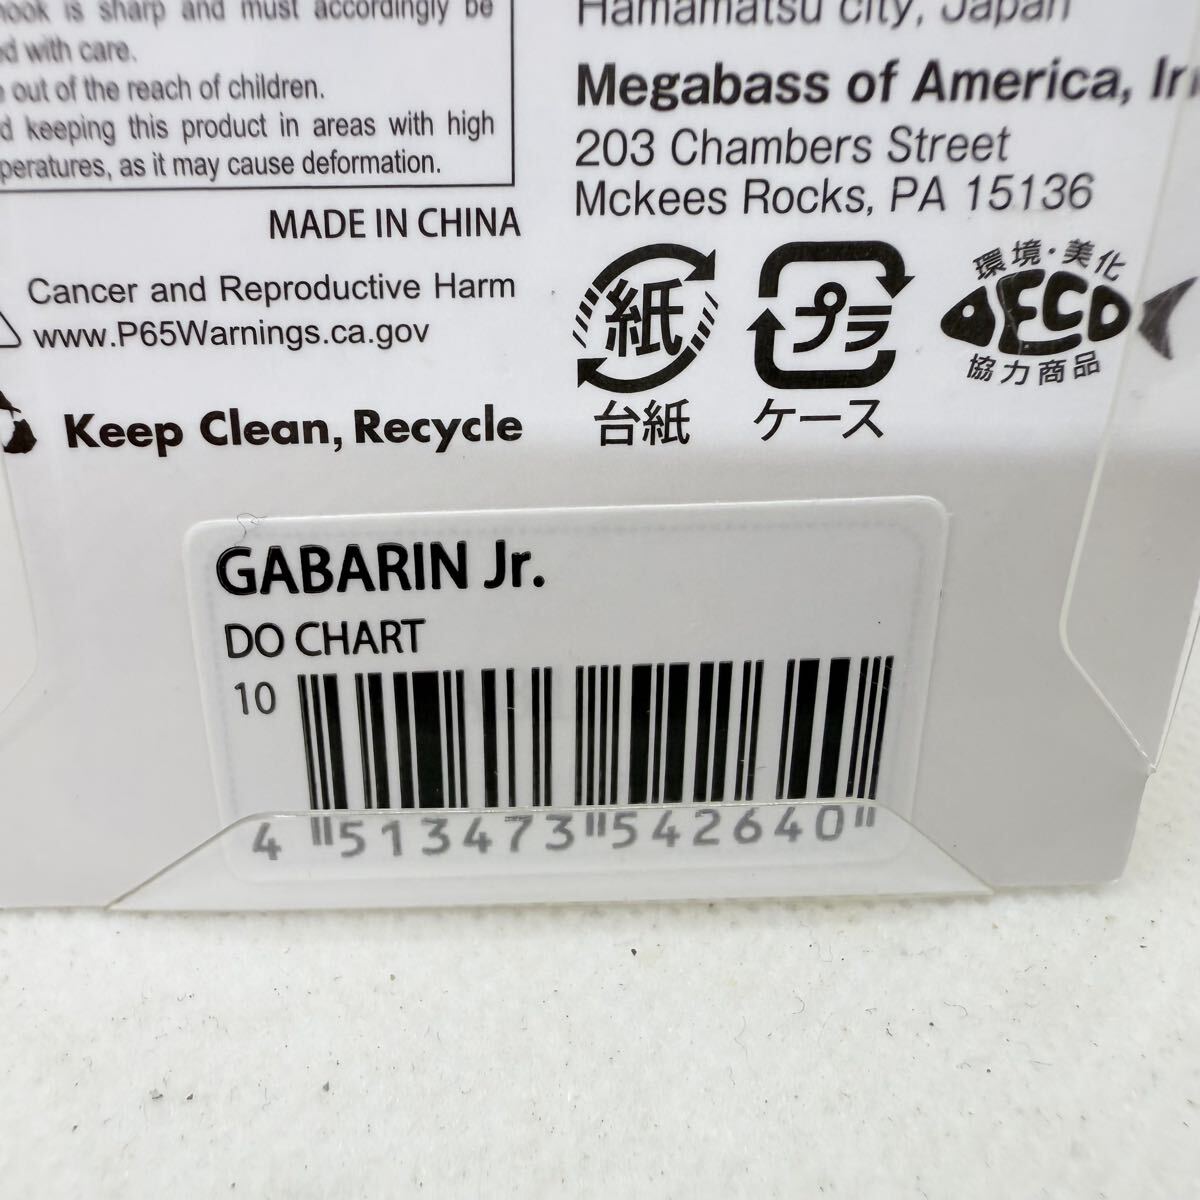 hook is sharp and must accordingly be
with care.
out of the reach of children.
keeping this product in areas with high
as it may cause deformation.
MADE IN CHINA
Cancer and Reproductive Harm
www.P65Warnings.ca.gov
Keep Clean, Recycle
Hamamatsu city, Japan
Megabass of America,
203 Chambers Street
Mckees Rocks, PA 15136
紙
台紙
プラ
ケース
環境・美化
ECO
協力商品
GABARIN Jr.
DO CHART
10
4 513473 542640